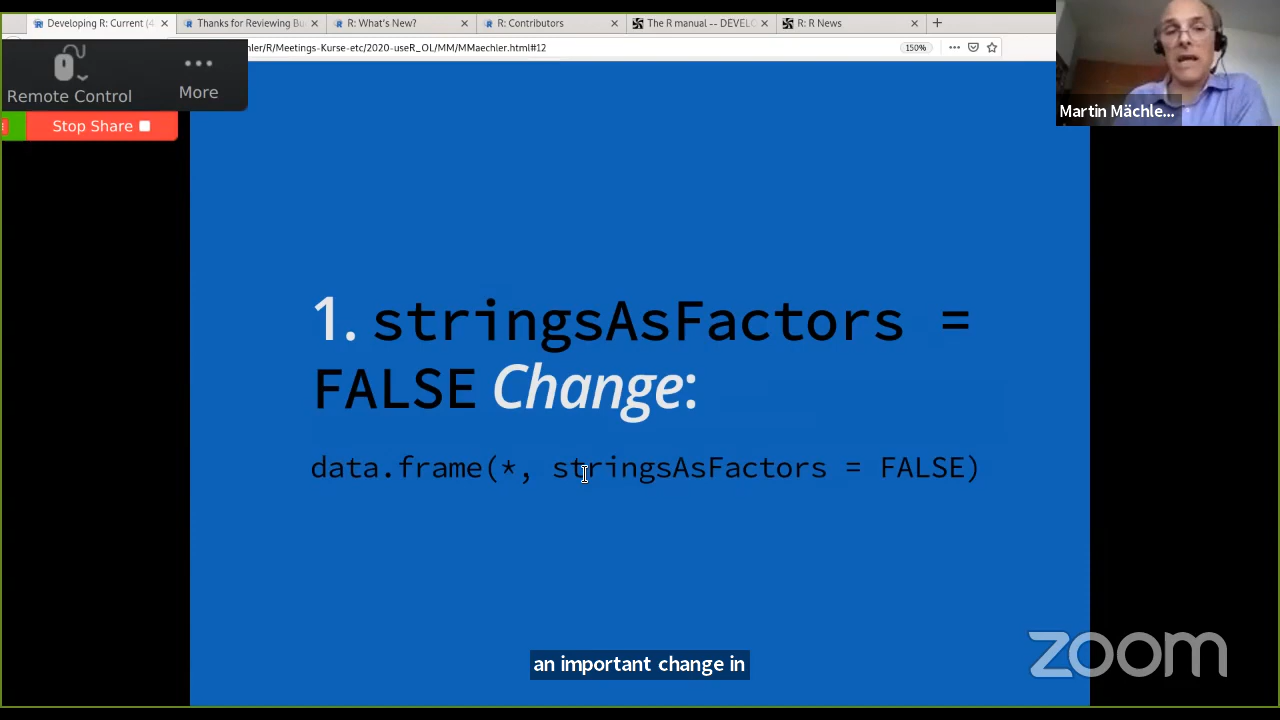 Developing R: Current (4
Thanks for Reviewing Bu
R: What's New?
R: Contributors
The R manual -- DEVELO
R: R News
hler/R/Meetings-Kurse-etc/2020-useR_OL/MM/MMaechler.html#12
150%
Remote Control
More
Stop Share
Martin Mächle...
1. stringsAsFactors =
FALSE Change:
data.frame(*, stringsAsFactors = FALSE)
an important change in
zoom